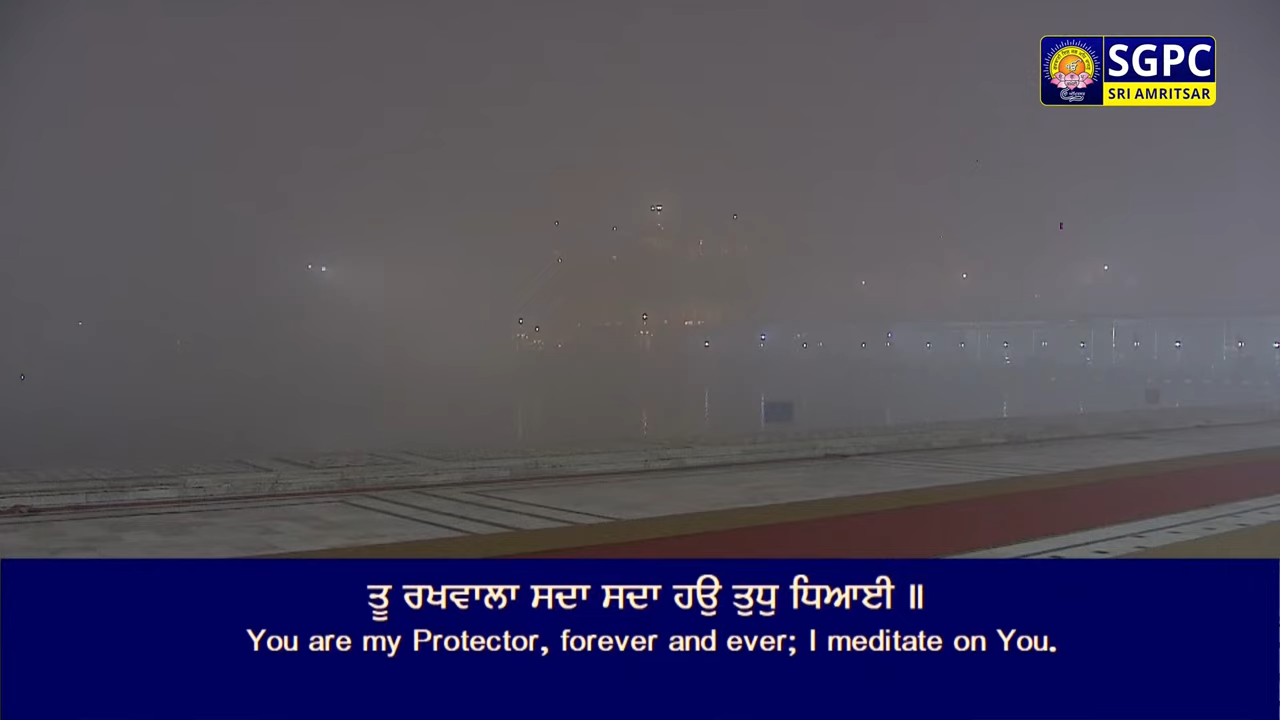 SGPC
SRI AMRITSAR
ਤੂ ਰਖਵਾਲਾ ਸਦਾ ਸਦਾ ਹਉ ਤੁਧੁ ਧਿਆਈ ॥
You are my Protector, forever and ever; I meditate on You.